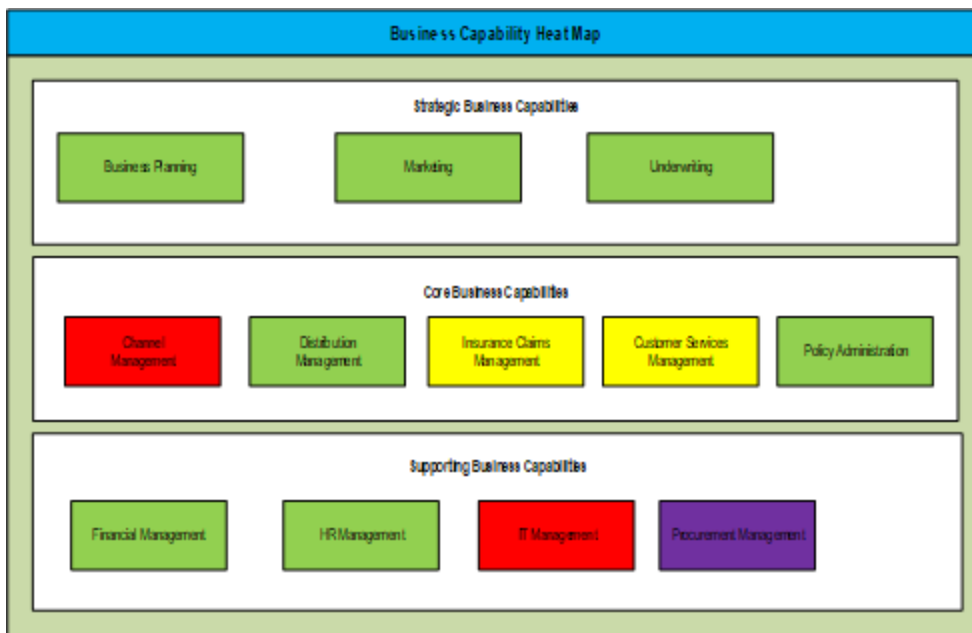 Business Capability Heat Map
Strategic Business Capabilities
Business Planning
Marketing
Underwriting
Core Business Capabilities
Channel
Management
Distribution
Management
Insurance Claims
Management
Customer Services
Management
Policy Administration
Supporting Business Capabilities
Financial Management
HR Management
IT Management
Procurement Management